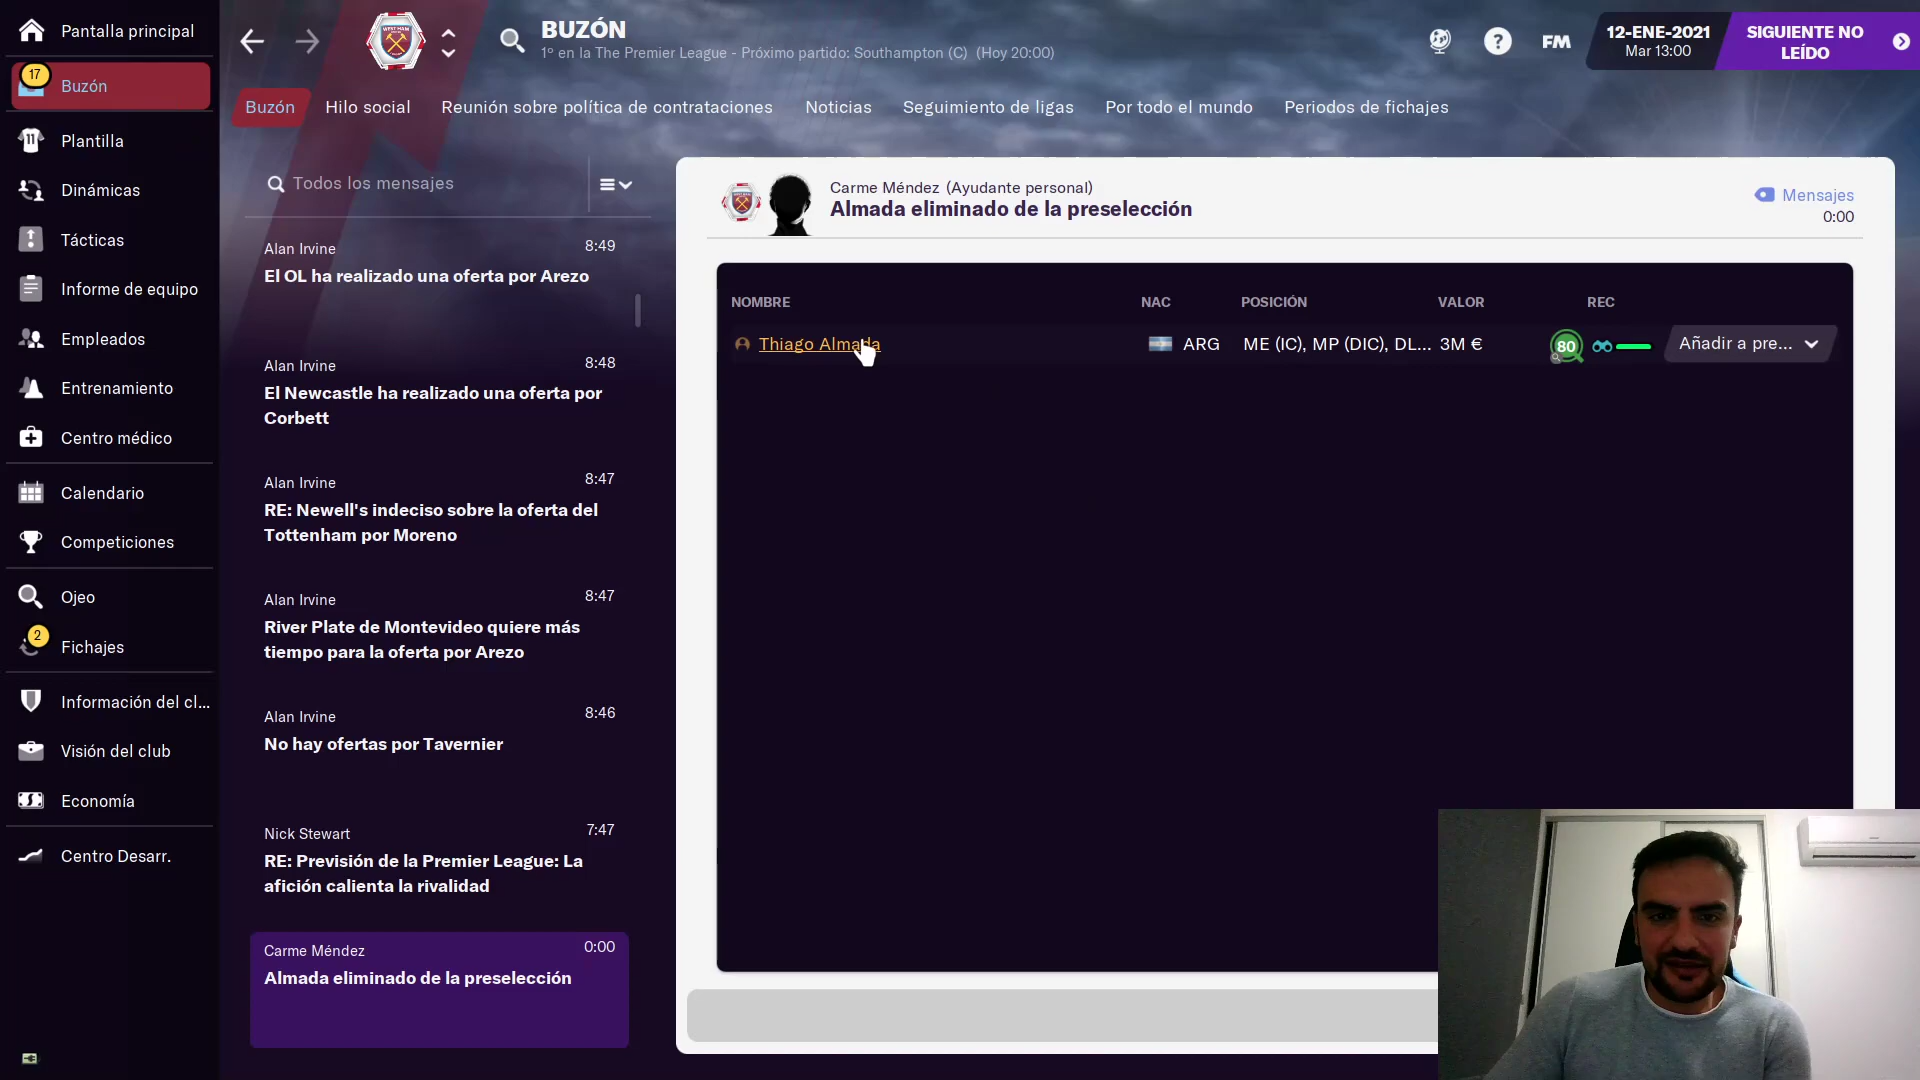 Pantalla principal
17
Buzón
Plantilla
Dinámicas
Tácticas
Informe de equipo
Empleados
Entrenamiento
Centro médico
Calendario
Competiciones
Ojeo
2
Fichajes
Información del cl...
Visión del club
Economía
Centro Desarr.
BUZÓN
1º en la The Premier League - Próximo partido: Southampton (C) (Hoy 20:00)
?
FM
12-ENE-2021
Mar 13:00
SIGUIENTE NO
LEÍDO
Buzón
Hilo social
Reunión sobre política de contrataciones
Noticias
Seguimiento de ligas
Por todo el mundo
Periodos de fichajes
Todos los mensajes
Alan Irvine 8:49
El OL ha realizado una oferta por Arezo
Alan Irvine 8:48
El Newcastle ha realizado una oferta por
Corbett
Alan Irvine 8:47
RE: Newell's indeciso sobre la oferta del
Tottenham por Moreno
Alan Irvine 8:47
River Plate de Montevideo quiere más
tiempo para la oferta por Arezo
Alan Irvine 8:46
No hay ofertas por Tavernier
Nick Stewart 7:47
RE: Previsión de la Premier League: La
afición calienta la rivalidad
Carme Méndez 0:00
Almada eliminado de la preselección
Carme Méndez (Ayudante personal)
Almada eliminado de la preselección
Mensajes
0:00
NOMBRE NAC POSICIÓN VALOR REC
Thiago Almada ARG ME (IC), MP (DIC), DL... 3M € 80 Añadir a pre...